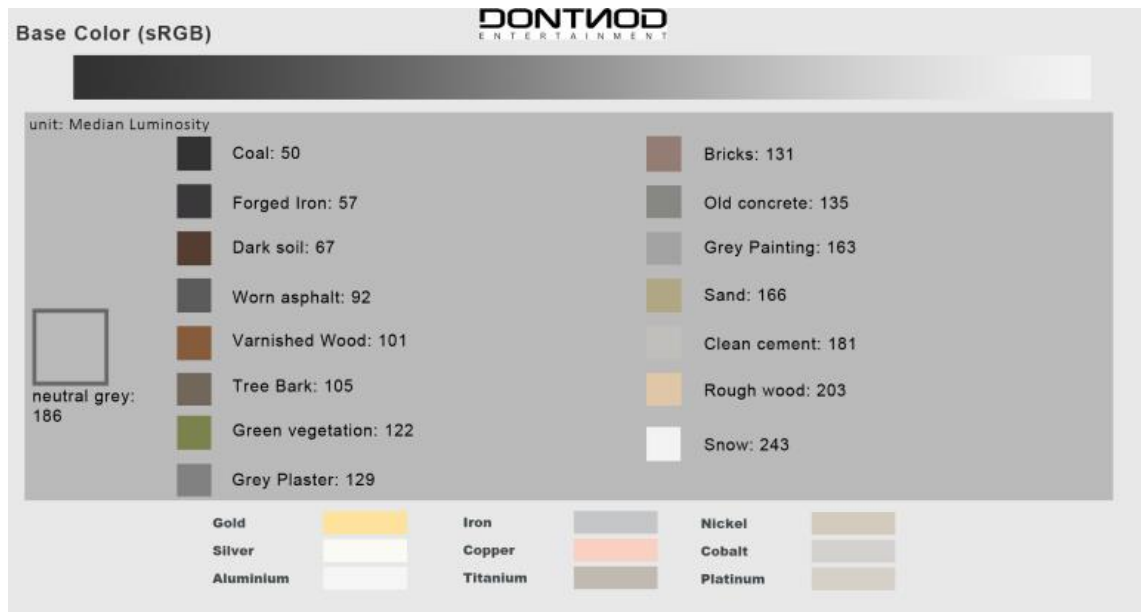 Base Color (sRGB)
DONTNOD
ENTERTAINMENT
unit: Median Luminosity
Coal: 50
Forged Iron: 57
Dark soil: 67
Worn asphalt: 92
Varnished Wood: 101
Tree Bark: 105
Green vegetation: 122
Grey Plaster: 129
neutral grey:
186
Bricks: 131
Old concrete: 135
Grey Painting: 163
Sand: 166
Clean cement: 181
Rough wood: 203
Snow: 243
Gold
Silver
Aluminium
Iron
Copper
Titanium
Nickel
Cobalt
Platinum